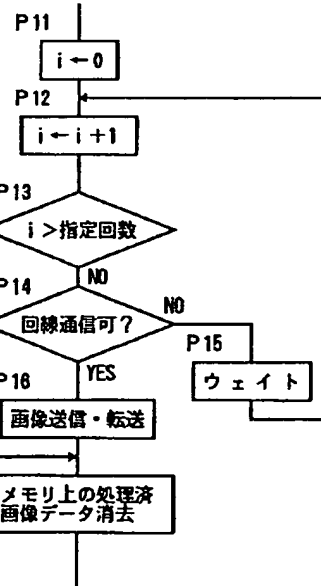 P11
i←0
P12
i←i+1
P13
i>指定回数
NO
P14
回線通信可?
NO
P15
ウェイト
YES
P16
画像送信・転送
メモリ上の処理済
画像データ消去